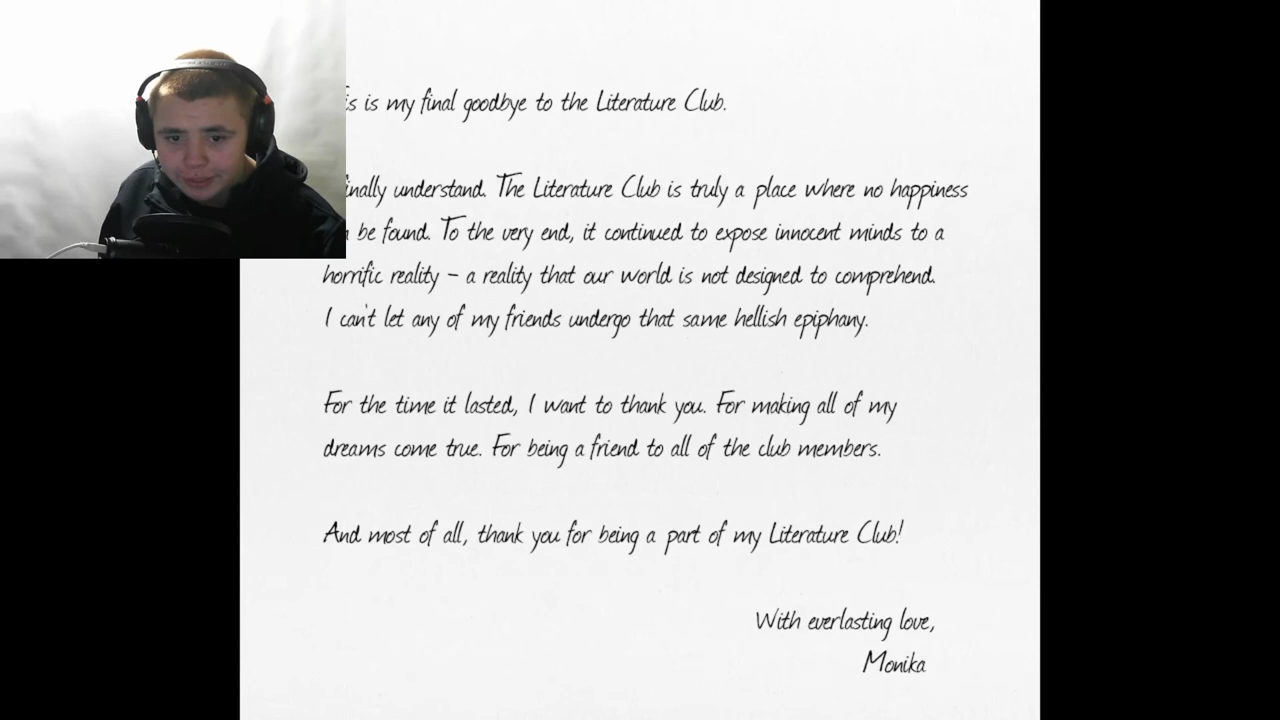 is is my final goodbye to the Literature Club.
inally understand. The Literature Club is truly a place where no happiness
be found. To the very end, it continued to expose innocent minds to a
horrific reality – a reality that our world is not designed to comprehend.
I can't let any of my friends undergo that same hellish epiphany.
For the time it lasted, I want to thank you. For making all of my
dreams come true. For being a friend to all of the club members.
And most of all, thank you for being a part of my Literature Club!
With everlasting love,
Monika